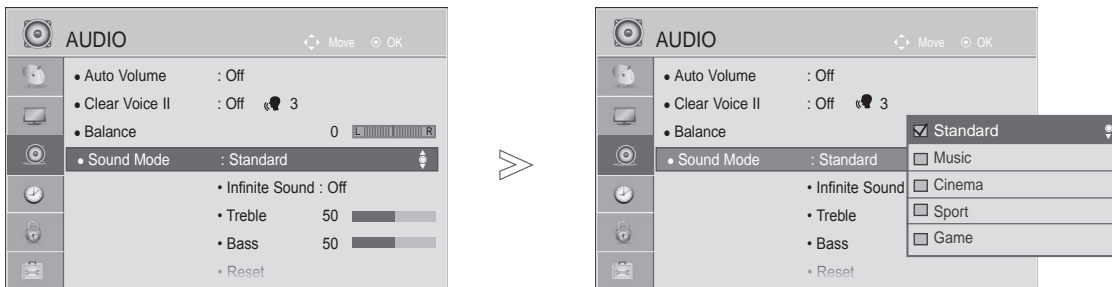 AUDIO
Move OK
• Auto Volume : Off
• Clear Voice II : Off 3
• Balance 0 L R
• Sound Mode : Standard
• Infinite Sound : Off
• Treble 50
• Bass 50
• Reset
AUDIO
Move OK
• Auto Volume : Off
• Clear Voice II : Off 3
• Balance
• Sound Mode : Standard
• Infinite Sound
• Treble
• Bass
• Reset
Standard
Music
Cinema
Sport
Game